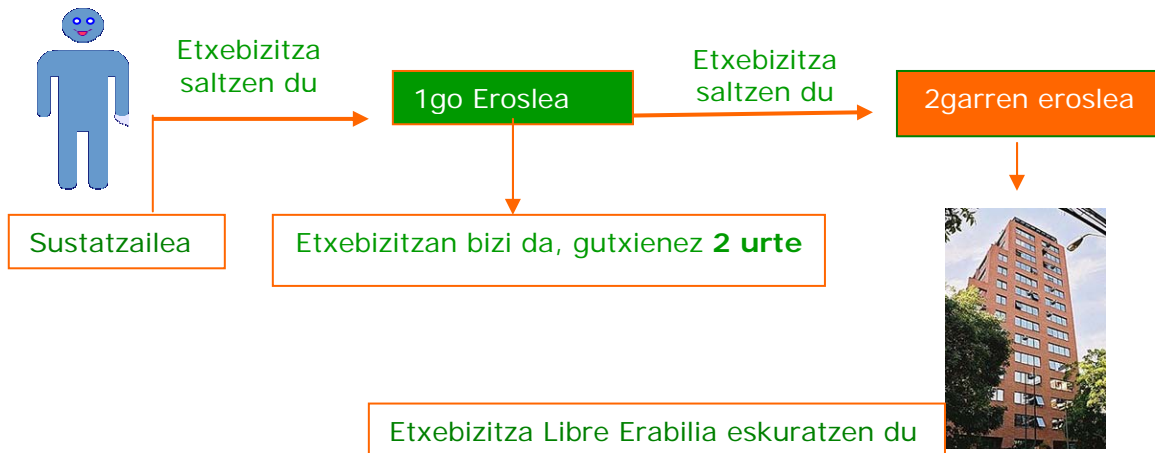 Etxebizitza
saltzen du
Etxebizitza
saltzen du
1go Eroslea
2garren eroslea
Sustatzailea
Etxebizitzan bizi da, gutxienez 2 urte
Etxebizitza Libre Erabilia eskuratzen du